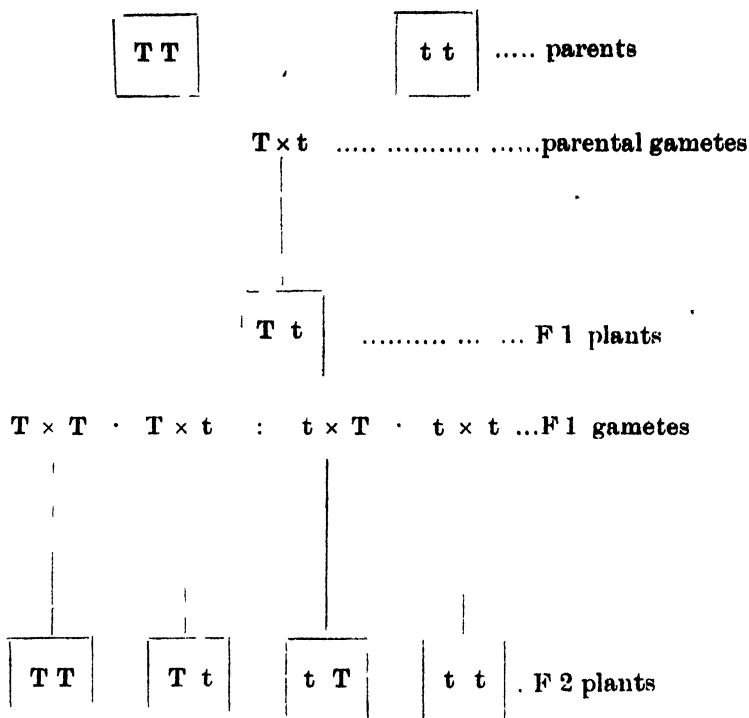 T T t t ..... parents
T × t ..... ........... ......parental gametes
T t .......... ... ... F 1 plants
T × T · T × t : t × T · t × t ...F 1 gametes
T T T t t T t t . F 2 plants